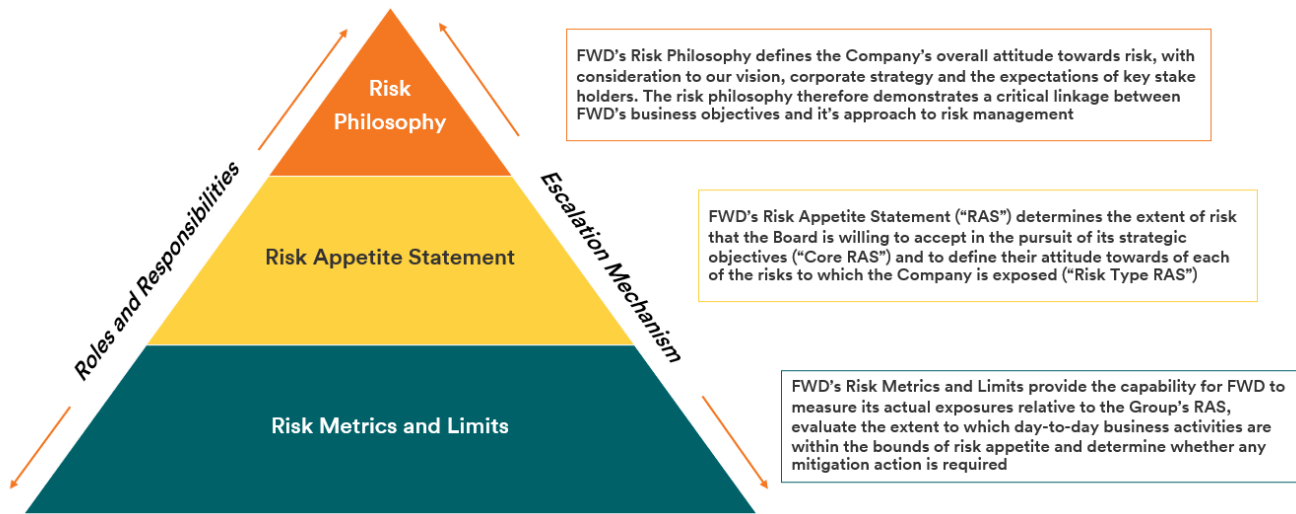 Risk
Philosophy
Risk Appetite Statement
Risk Metrics and Limits
Roles and Responsibilities
Escalation Mechanism
FWD's Risk Philosophy defines the Company's overall attitude towards risk, with
consideration to our vision, corporate strategy and the expectations of key stake
holders. The risk philosophy therefore demonstrates a critical linkage between
FWD's business objectives and it's approach to risk management
FWD's Risk Appetite Statement (“RAS”) determines the extent of risk
that the Board is willing to accept in the pursuit of its strategic
objectives (“Core RAS”) and to define their attitude towards of each
of the risks to which the Company is exposed (“Risk Type RAS”)
FWD's Risk Metrics and Limits provide the capability for FWD to
measure its actual exposures relative to the Group's RAS,
evaluate the extent to which day-to-day business activities are
within the bounds of risk appetite and determine whether any
mitigation action is required